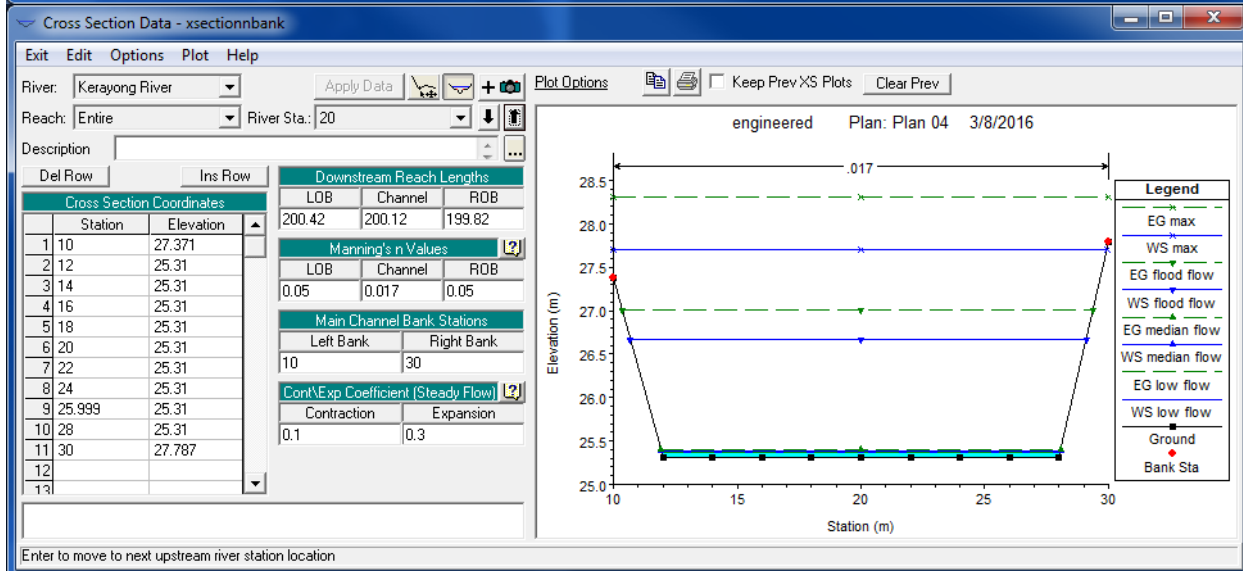 Cross Section Data - xsectionnbank
Exit Edit Options Plot Help
River: Kerayong River Apply Data + Plot Options Keep Prev XS Plots Clear Prev
Reach: Entire River Sta.: 20
Description ...
Del Row Ins Row
Cross Section Coordinates
Station Elevation
1 10 27.371
2 12 25.31
3 14 25.31
4 16 25.31
5 18 25.31
6 20 25.31
7 22 25.31
8 24 25.31
9 25.999 25.31
10 28 25.31
11 30 27.787
12
13
Downstream Reach Lengths
LOB Channel ROB
200.42 200.12 199.82
Manning's n Values ?
LOB Channel ROB
0.05 0.017 0.05
Main Channel Bank Stations
Left Bank Right Bank
10 30
Cont\Exp Coefficient (Steady Flow) ?
Contraction Expansion
0.1 0.3
engineered Plan: Plan 04 3/8/2016
.017
Elevation (m)
28.5
28.0
27.5
27.0
26.5
26.0
25.5
25.0
10 15 20 25 30
Station (m)
Legend
EG max
WS max
EG flood flow
WS flood flow
EG median flow
WS median flow
EG low flow
WS low flow
Ground
Bank Sta
Enter to move to next upstream river station location